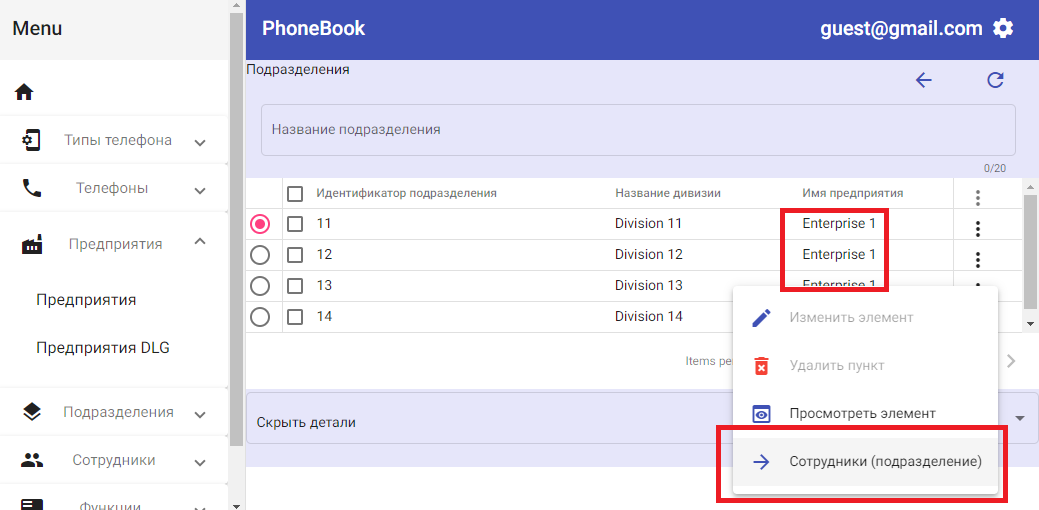 Menu
PhoneBook
guest@gmail.com
Типы телефона
Телефоны
Предприятия
Предприятия
Предприятия DLG
Подразделения
Сотрудники
Функции
Подразделения
Название подразделения
0/20
Идентификатор подразделения Название дивизии Имя предприятия
11 Division 11 Enterprise 1
12 Division 12 Enterprise 1
13 Division 13 Enterprise 1
14 Division 14
Items pe
Скрыть детали
Изменить элемент
Удалить пункт
Просмотреть элемент
Сотрудники (подразделение)